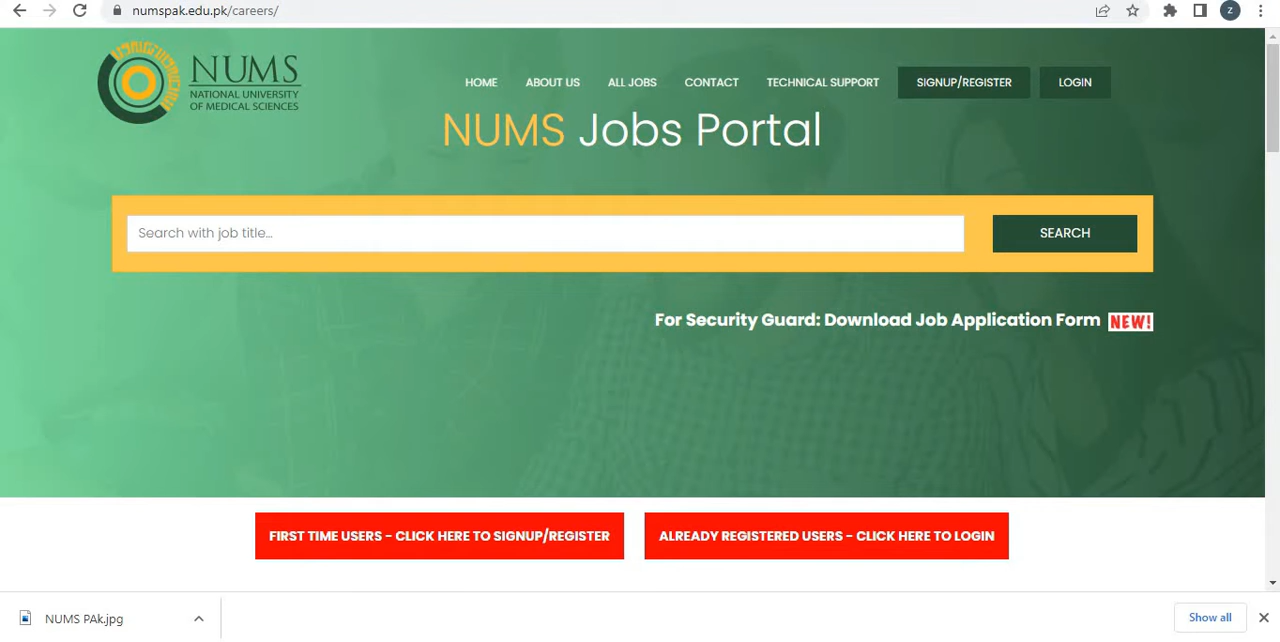 numspak.edu.pk/careers/
Z
NUMS
NATIONAL UNIVERSITY
OF MEDICAL SCIENCES
HOME ABOUT US ALL JOBS CONTACT TECHNICAL SUPPORT SIGNUP/REGISTER LOGIN
NUMS Jobs Portal
Search with job title...
SEARCH
For Security Guard: Download Job Application Form NEW!
FIRST TIME USERS - CLICK HERE TO SIGNUP/REGISTER
ALREADY REGISTERED USERS - CLICK HERE TO LOGIN
NUMS PAk.jpg
Show all